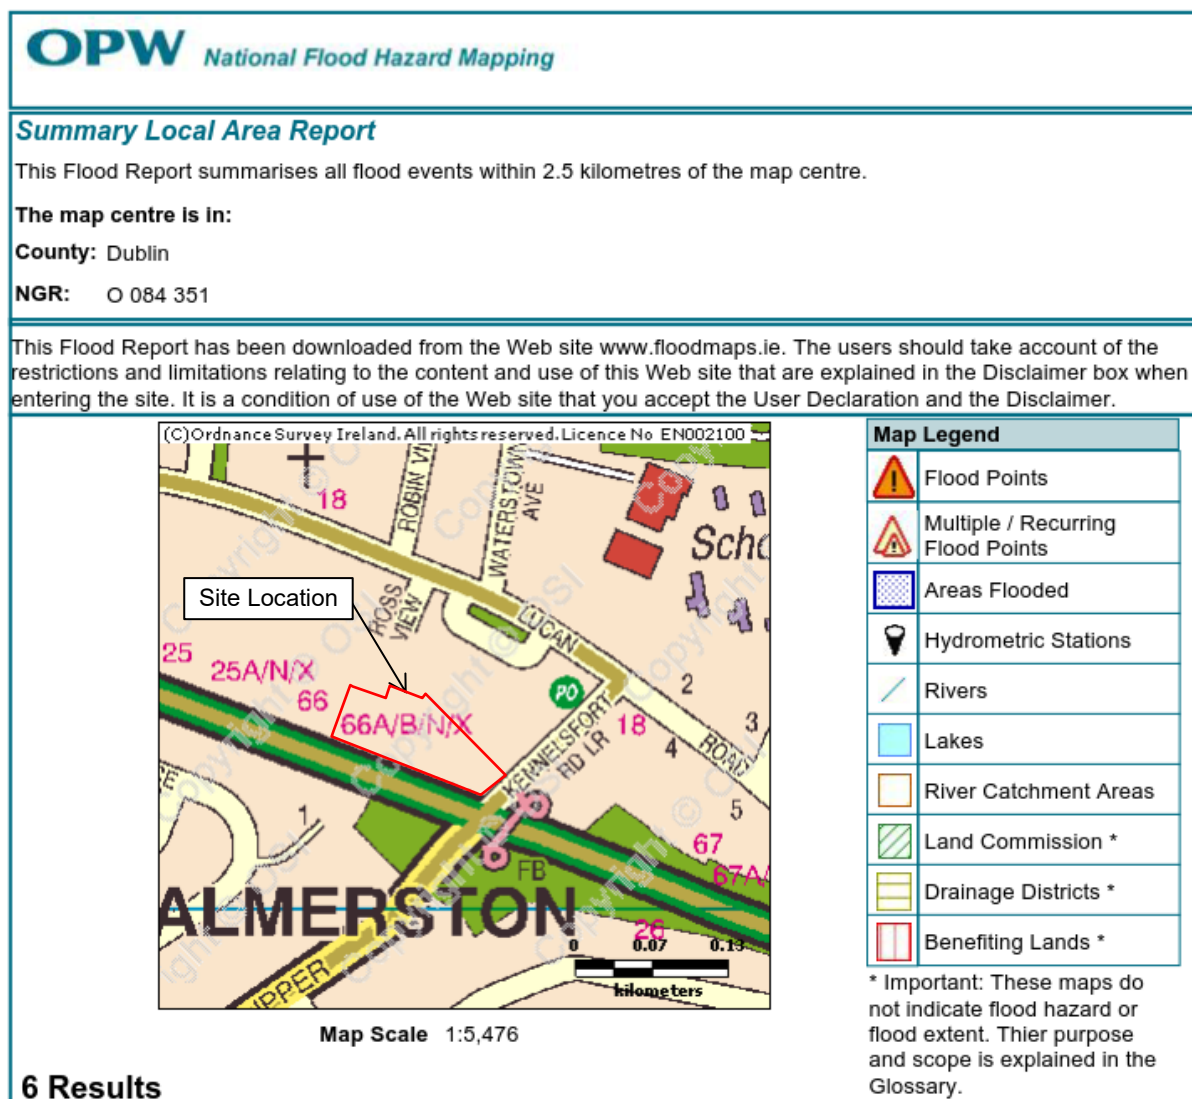 OPW National Flood Hazard Mapping
Summary Local Area Report
This Flood Report summarises all flood events within 2.5 kilometres of the map centre.
The map centre is in:
County: Dublin
NGR: O 084 351
This Flood Report has been downloaded from the Web site www.floodmaps.ie. The users should take account of the
restrictions and limitations relating to the content and use of this Web site that are explained in the Disclaimer box when
entering the site. It is a condition of use of the Web site that you accept the User Declaration and the Disclaimer.
(C)Ordnance Survey Ireland. All rights reserved. Licence No EN002100
18
ROBIN VI
WATERSTOWN
AVE
Scho
Site Location
ROSS
VIEW
LUCAN
ROAD
25
25A/N/X
66
66A/B/N/X
PO
KENNELSFORT
RD LR
18
2
3
4
5
1
67
67A/
FB
ALMERSTON
26
UPPER
0 0.07 0.13
kilometers
Copyright © OSI
Map Scale 1:5,476
Map Legend
Flood Points
Multiple / Recurring
Flood Points
Areas Flooded
Hydrometric Stations
Rivers
Lakes
River Catchment Areas
Land Commission *
Drainage Districts *
Benefiting Lands *
* Important: These maps do
not indicate flood hazard or
flood extent. Thier purpose
and scope is explained in the
Glossary.
6 Results